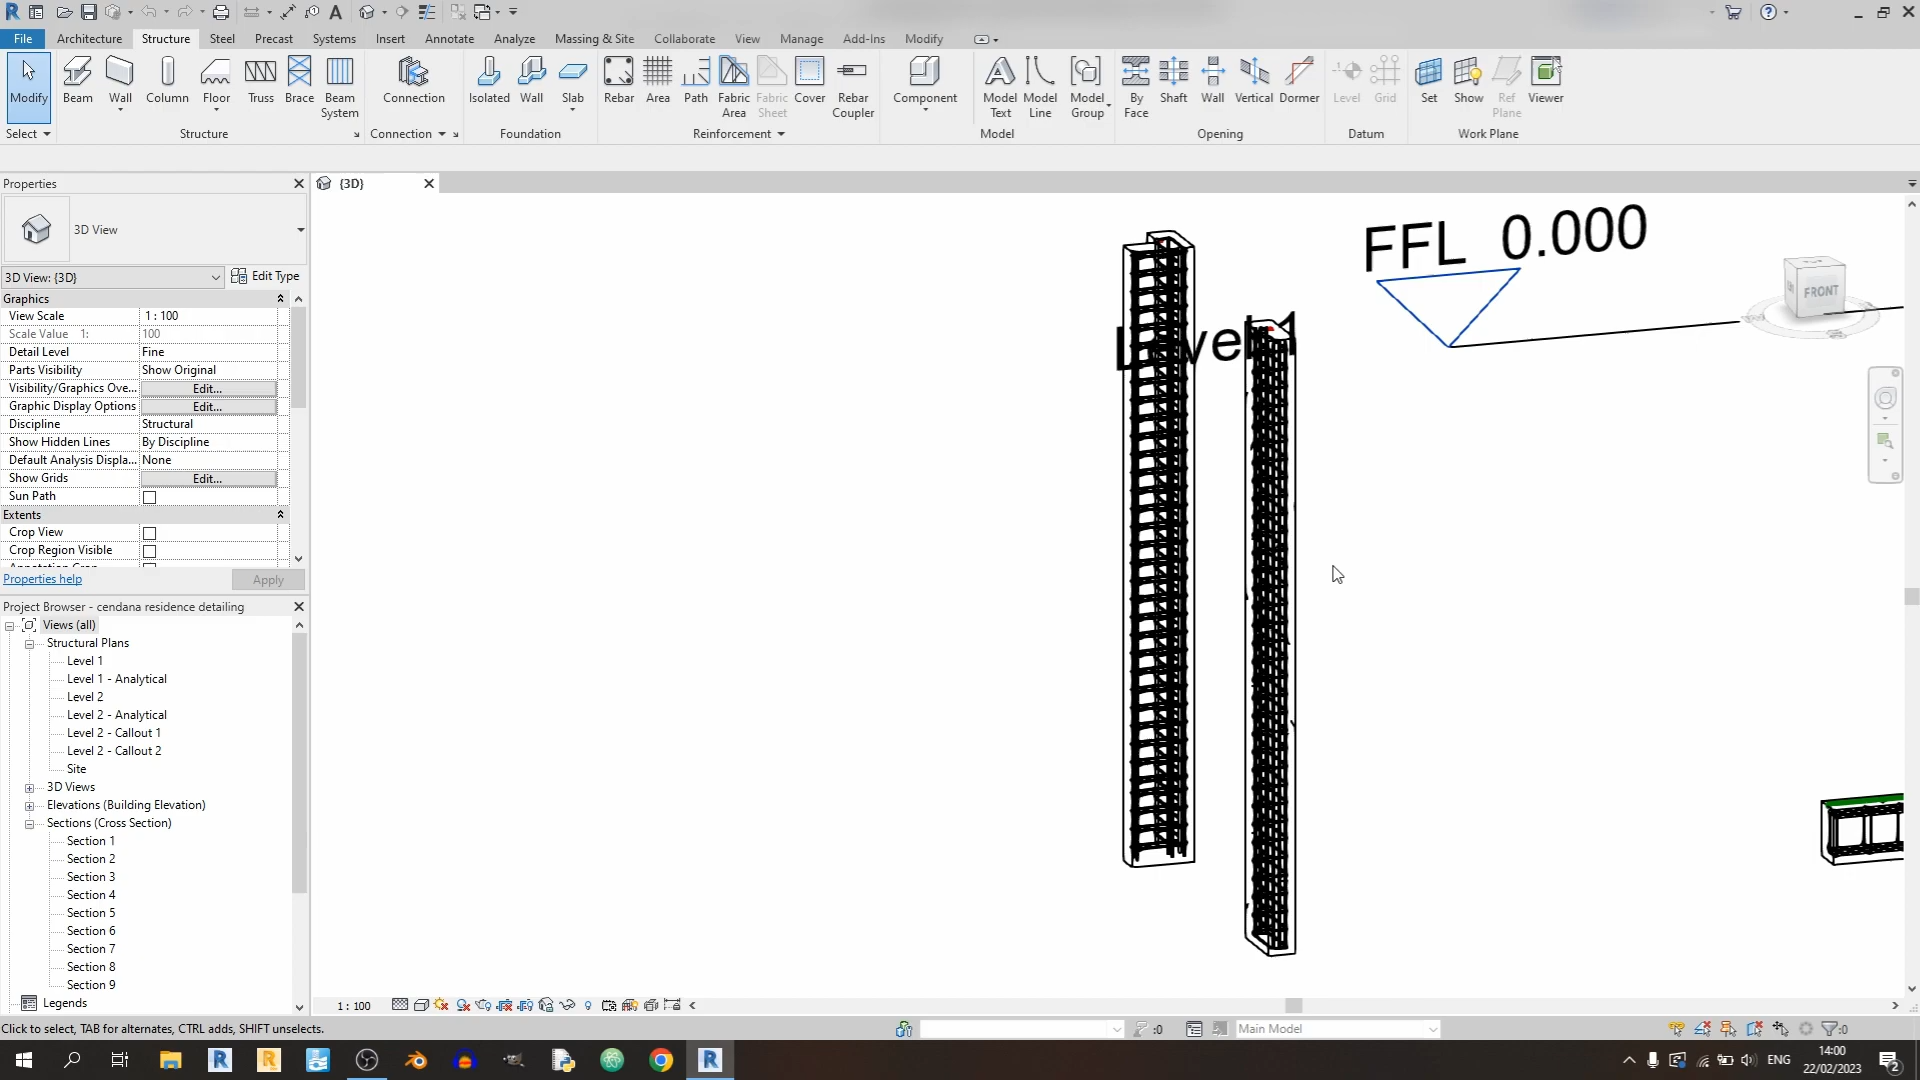 File Architecture Structure Steel Precast Systems Insert Annotate Analyze Massing & Site Collaborate View Manage Add-Ins Modify
Modify Beam Wall Column Floor Truss Brace Beam System Connection Isolated Wall Slab Rebar Area Path Fabric Area Fabric Sheet Cover Rebar Coupler Component Model Text Model Line Model Group By Face Shaft Wall Vertical Dormer Level Grid Set Show Ref Plane Viewer
Select Structure Connection Foundation Reinforcement Model Opening Datum Work Plane
Properties
{3D}
3D View
3D View: {3D}
Edit Type
Graphics
View Scale 1 : 100
Scale Value 1: 100
Detail Level Fine
Parts Visibility Show Original
Visibility/Graphics Ove... Edit...
Graphic Display Options Edit...
Discipline Structural
Show Hidden Lines By Discipline
Default Analysis Displa... None
Show Grids Edit...
Sun Path
Extents
Crop View
Crop Region Visible
Properties help Apply
Project Browser - cendana residence detailing
Views (all)
Structural Plans
Level 1
Level 1 - Analytical
Level 2
Level 2 - Analytical
Level 2 - Callout 1
Level 2 - Callout 2
Site
3D Views
Elevations (Building Elevation)
Sections (Cross Section)
Section 1
Section 2
Section 3
Section 4
Section 5
Section 6
Section 7
Section 8
Section 9
Legends
FFL 0.000
Level 1
FRONT
1 : 100
Click to select, TAB for alternates, CTRL adds, SHIFT unselects.
:0
Main Model
:0
ENG
14:00
22/02/2023
2